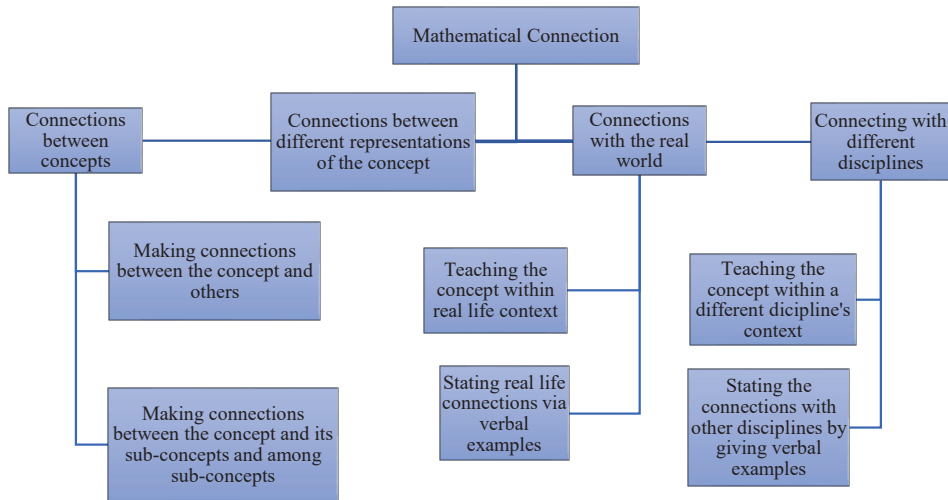 Mathematical Connection
Connections
between
concepts
Connections between
different representations
of the concept
Connections
with the real
world
Connecting with
different
disciplines
Making connections
between the concept and
others
Teaching the
concept within
real life context
Teaching the
concept within a
different dicipline's
context
Making connections
between the concept and its
sub-concepts and among
sub-concepts
Stating real life
connections via
verbal
examples
Stating the
connections with
other disciplines by
giving verbal
examples